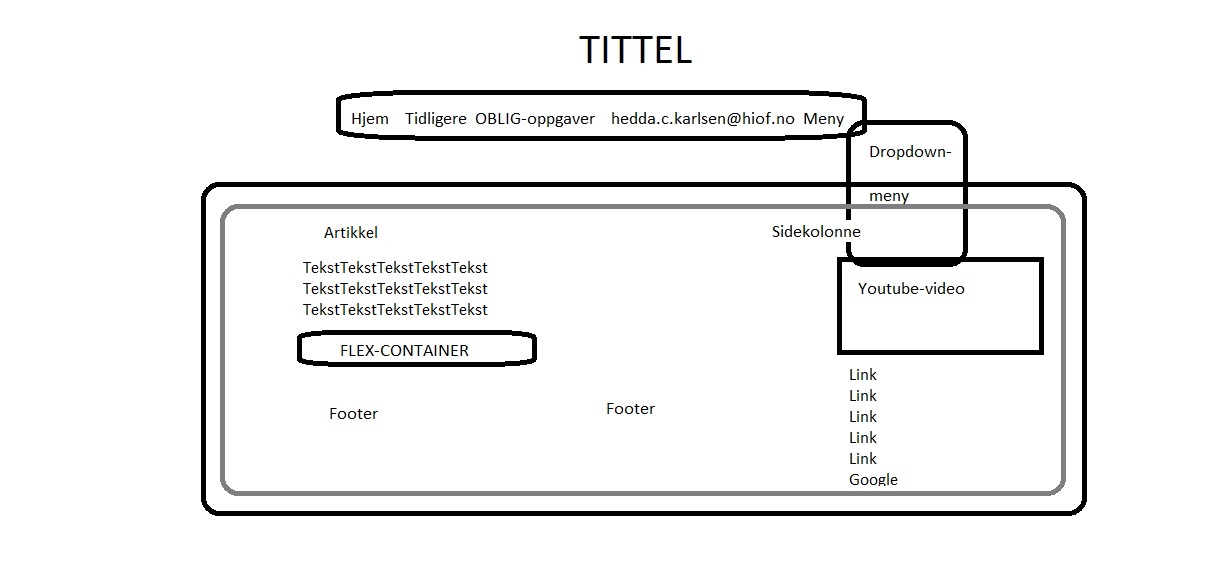 TITTEL
Hjem Tidligere OBLIG-oppgaver hedda.c.karlsen@hiof.no Meny
Dropdown-
meny
Artikkel
TekstTekstTekstTekstTekst
TekstTekstTekstTekstTekst
TekstTekstTekstTekstTekst
FLEX-CONTAINER
Footer
Footer
Sidekolonne
Youtube-video
Link
Link
Link
Link
Link
Google